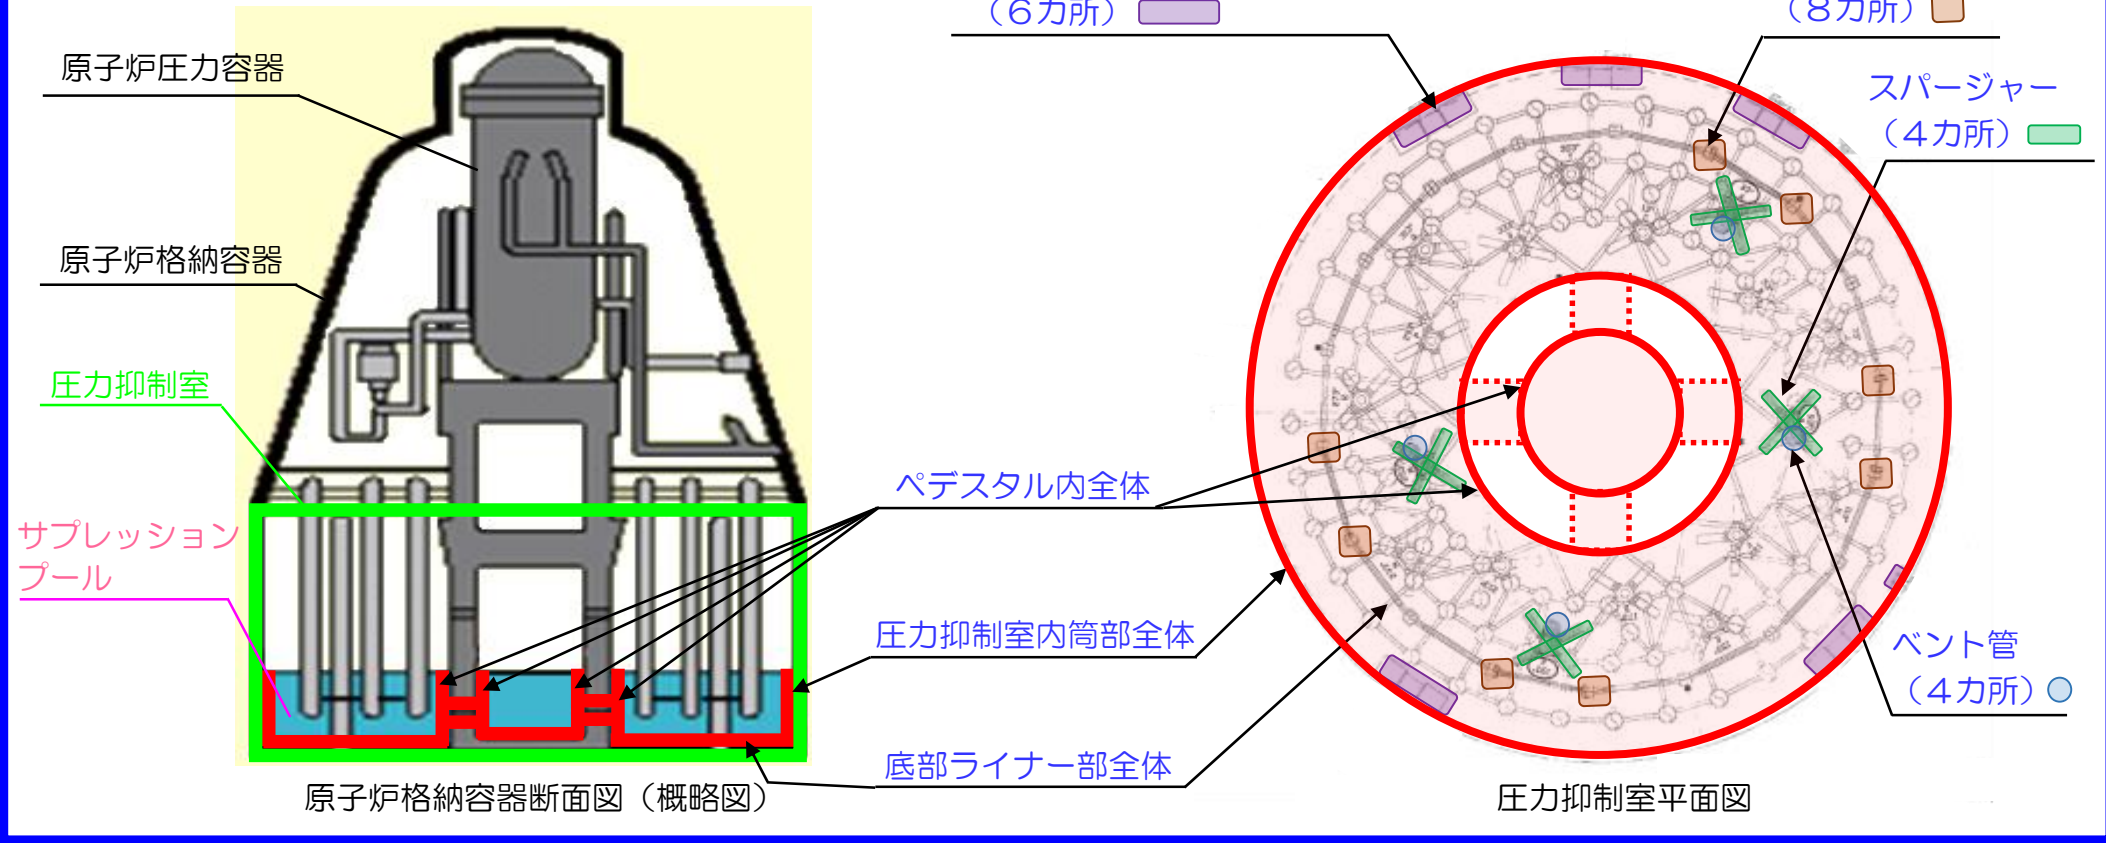 （６カ所）
（８カ所）
原子炉圧力容器
スパージャー
（４カ所）
原子炉格納容器
圧力抑制室
サプレッション
プール
ペデスタル内全体
圧力抑制室内筒部全体
ベント管
（４カ所）
底部ライナー部全体
原子炉格納容器断面図（概略図）
圧力抑制室平面図